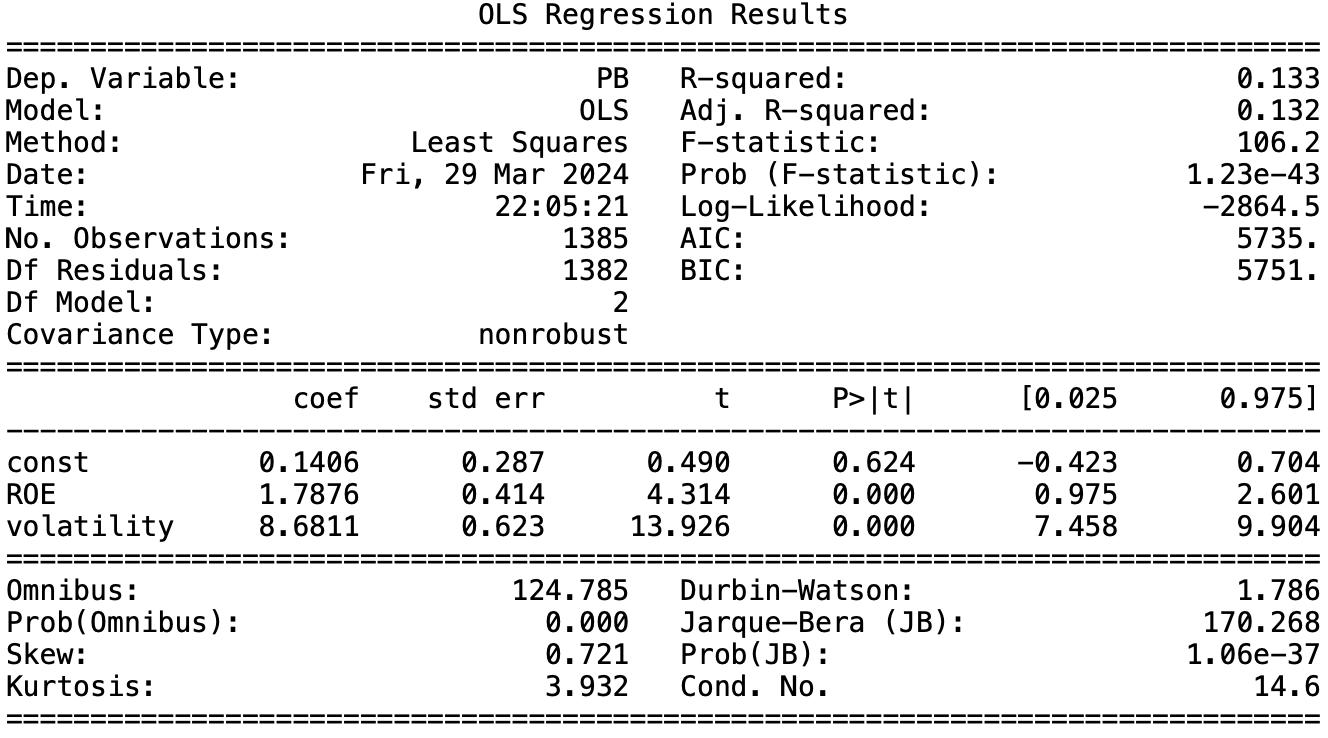 OLS Regression Results
==============================================================================
Dep. Variable:                     PB   R-squared:                       0.133
Model:                            OLS   Adj. R-squared:                  0.132
Method:                 Least Squares   F-statistic:                     106.2
Date:                Fri, 29 Mar 2024   Prob (F-statistic):           1.23e-43
Time:                        22:05:21   Log-Likelihood:                -2864.5
No. Observations:                1385   AIC:                             5735.
Df Residuals:                    1382   BIC:                             5751.
Df Model:                           2
Covariance Type:            nonrobust
==============================================================================
                 coef    std err          t      P>|t|      [0.025      0.975]
------------------------------------------------------------------------------
const          0.1406      0.287      0.490      0.624      -0.423       0.704
ROE            1.7876      0.414      4.314      0.000       0.975       2.601
volatility     8.6811      0.623     13.926      0.000       7.458       9.904
==============================================================================
Omnibus:                      124.785   Durbin-Watson:                   1.786
Prob(Omnibus):                  0.000   Jarque-Bera (JB):              170.268
Skew:                           0.721   Prob(JB):                     1.06e-37
Kurtosis:                       3.932   Cond. No.                         14.6
==============================================================================